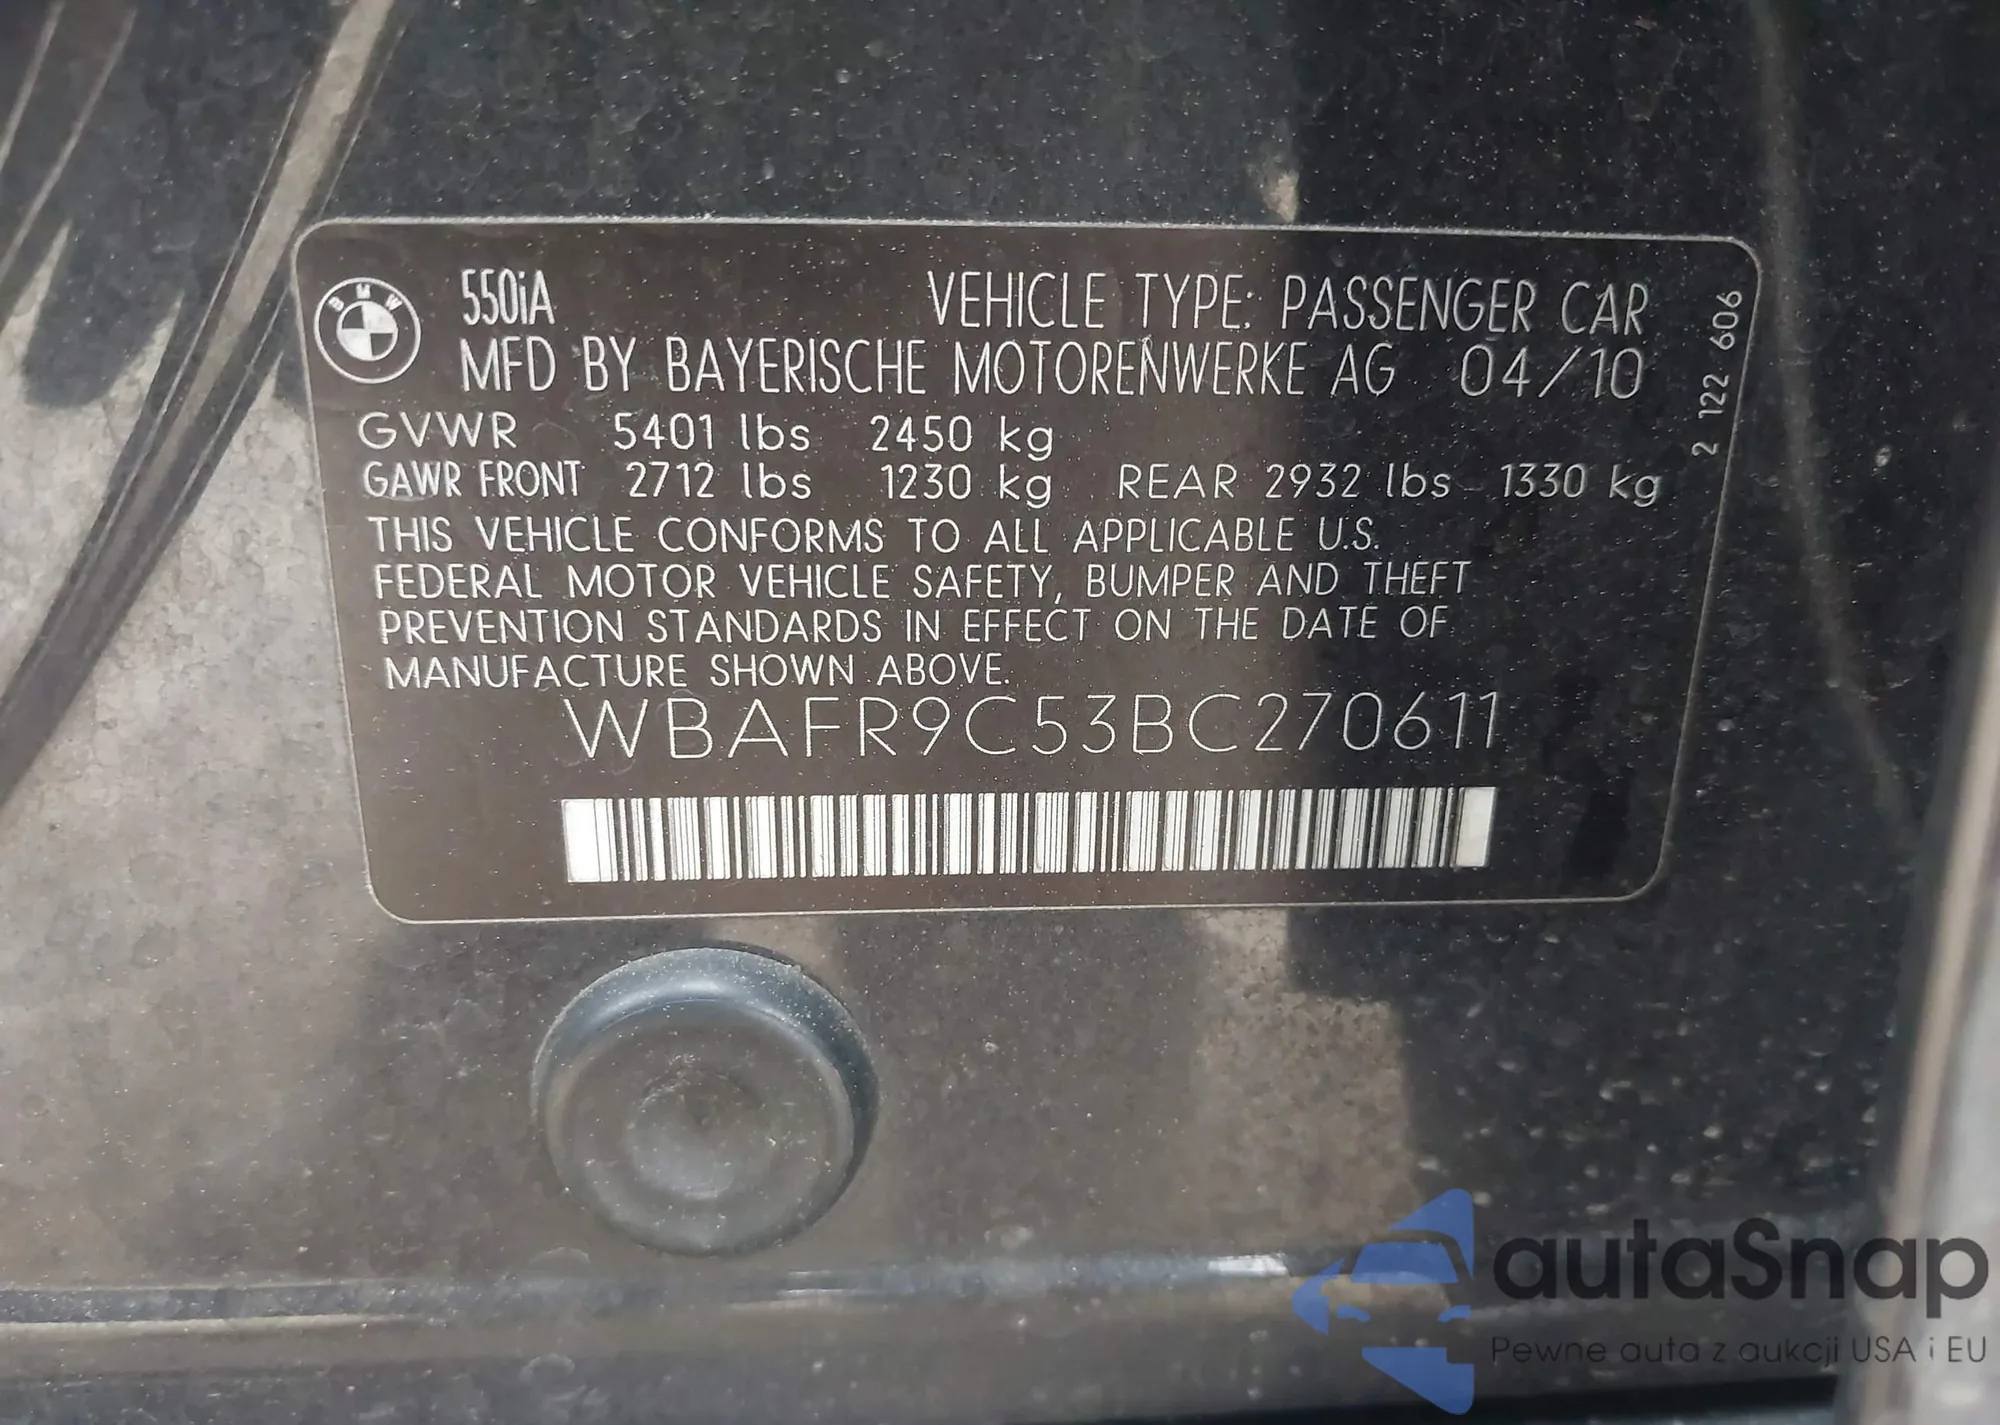 BMW
550iA VEHICLE TYPE: PASSENGER CAR
MFD BY BAYERISCHE MOTORENWERKE AG 04/10
GVWR 5401 lbs 2450 kg
GAWR FRONT 2712 lbs 1230 kg REAR 2932 lbs 1330 kg
THIS VEHICLE CONFORMS TO ALL APPLICABLE U.S.
FEDERAL MOTOR VEHICLE SAFETY, BUMPER AND THEFT
PREVENTION STANDARDS IN EFFECT ON THE DATE OF
MANUFACTURE SHOWN ABOVE.
WBAFR9C53BC270611
2 122 606
autaSnap
Pewne auta z aukcji USA i EU